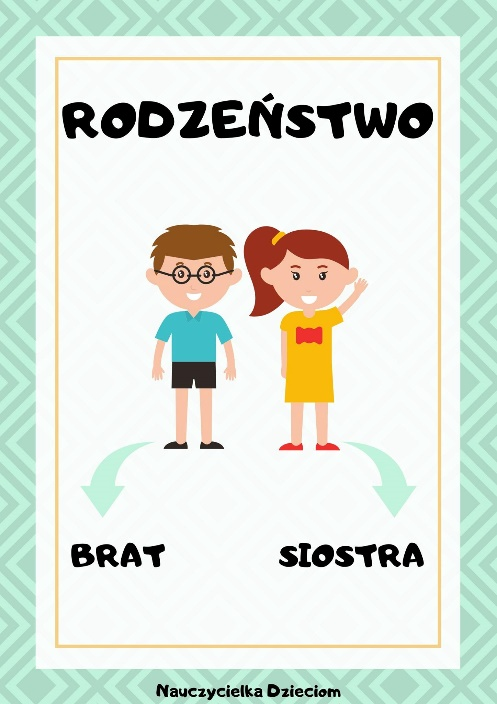 RODZEŃSTWO
BRAT
SIOSTRA
Nauczycielka Dzieciom